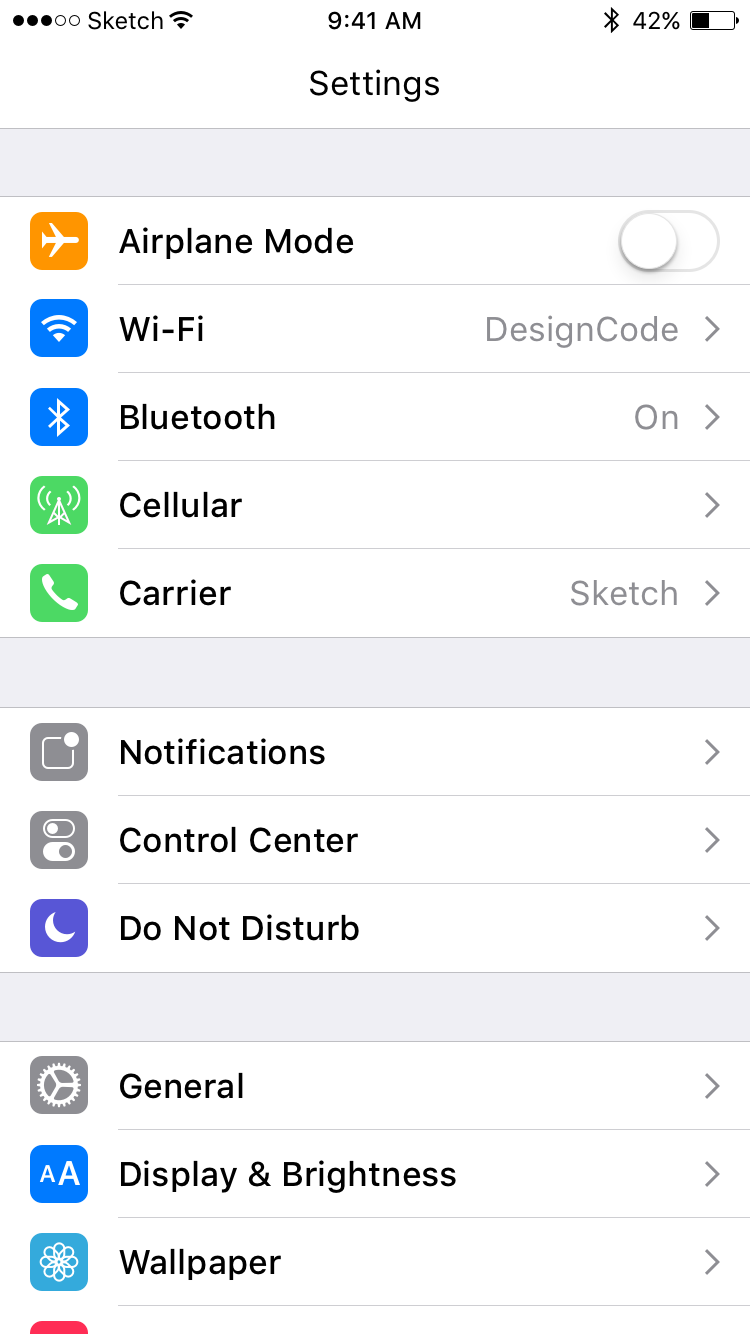 Sketch 9:41 AM 42%
Settings
Airplane Mode
Wi-Fi DesignCode
Bluetooth On
Cellular
Carrier Sketch
Notifications
Control Center
Do Not Disturb
General
AA Display & Brightness
Wallpaper